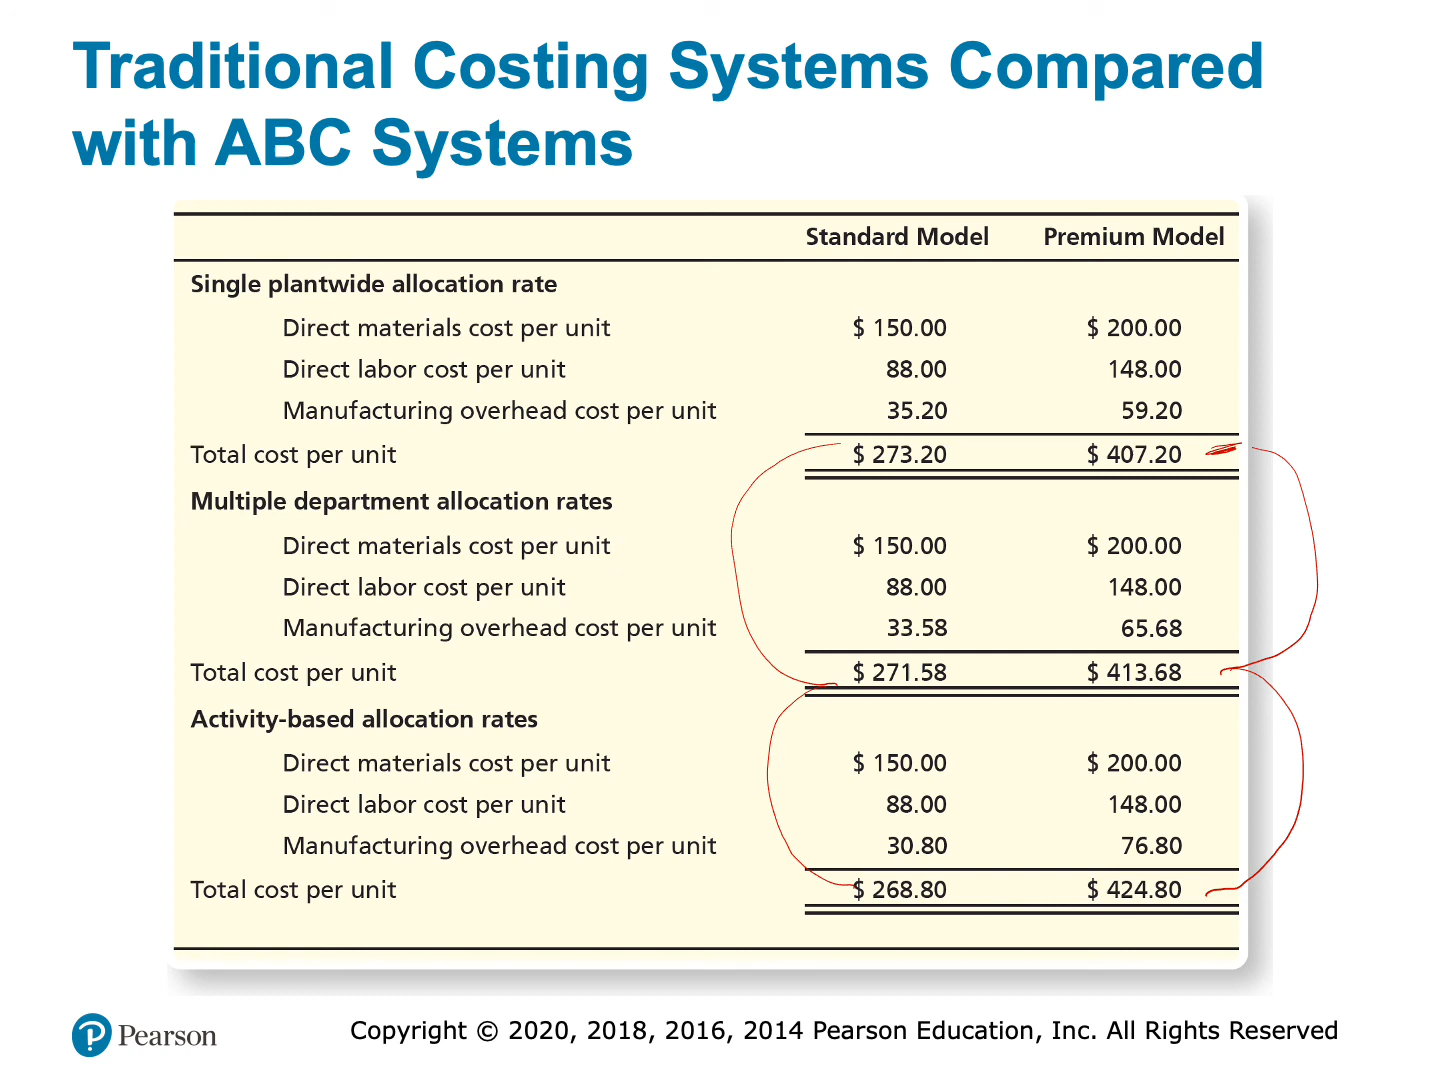 Traditional Costing Systems Compared
with ABC Systems
Standard Model Premium Model
Single plantwide allocation rate
Direct materials cost per unit $ 150.00 $ 200.00
Direct labor cost per unit 88.00 148.00
Manufacturing overhead cost per unit 35.20 59.20
Total cost per unit $ 273.20 $ 407.20
Multiple department allocation rates
Direct materials cost per unit $ 150.00 $ 200.00
Direct labor cost per unit 88.00 148.00
Manufacturing overhead cost per unit 33.58 65.68
Total cost per unit $ 271.58 $ 413.68
Activity-based allocation rates
Direct materials cost per unit $ 150.00 $ 200.00
Direct labor cost per unit 88.00 148.00
Manufacturing overhead cost per unit 30.80 76.80
Total cost per unit $ 268.80 $ 424.80
P Pearson
Copyright © 2020, 2018, 2016, 2014 Pearson Education, Inc. All Rights Reserved